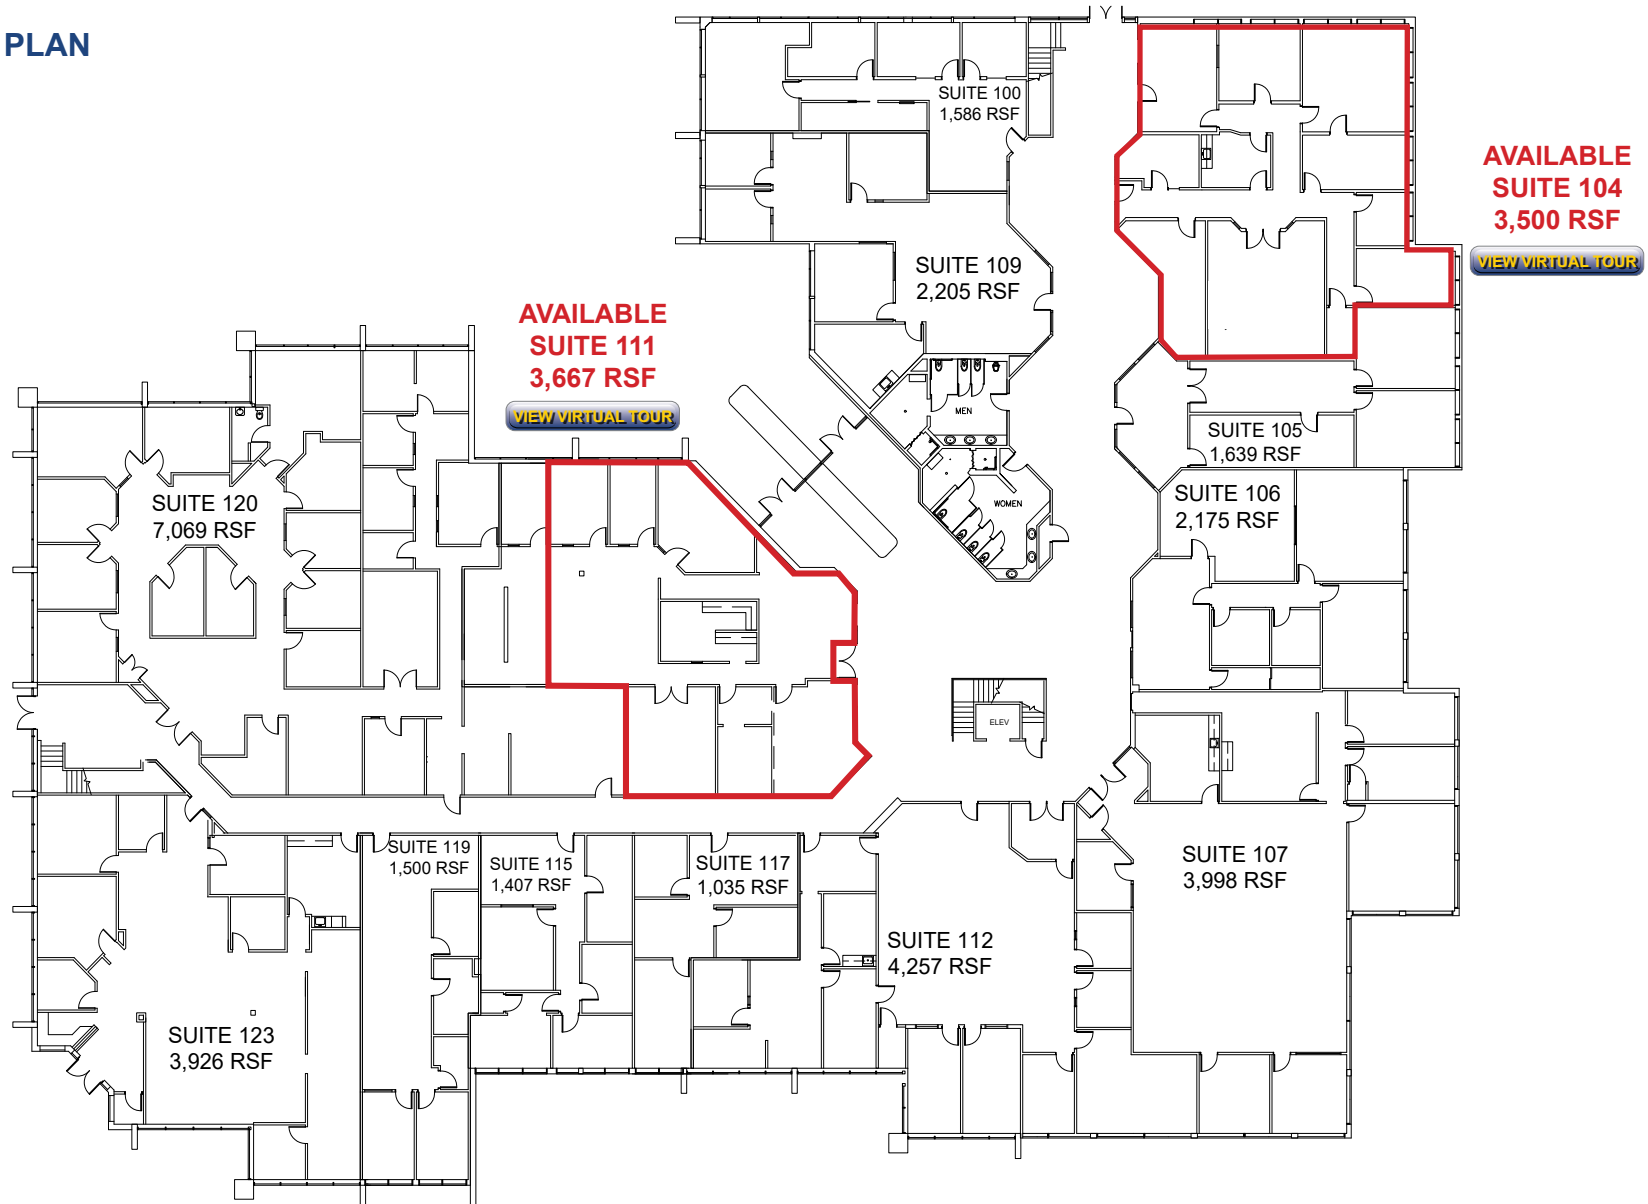 PLAN
SUITE 100
1,586 RSF
AVAILABLE
SUITE 104
3,500 RSF
VIEW VIRTUAL TOUR
SUITE 109
2,205 RSF
AVAILABLE
SUITE 111
3,667 RSF
VIEW VIRTUAL TOUR
MEN
SUITE 105
1,639 RSF
SUITE 120
7,069 RSF
SUITE 106
2,175 RSF
WOMEN
ELEV
SUITE 119
1,500 RSF
SUITE 115
1,407 RSF
SUITE 117
1,035 RSF
SUITE 107
3,998 RSF
SUITE 112
4,257 RSF
SUITE 123
3,926 RSF